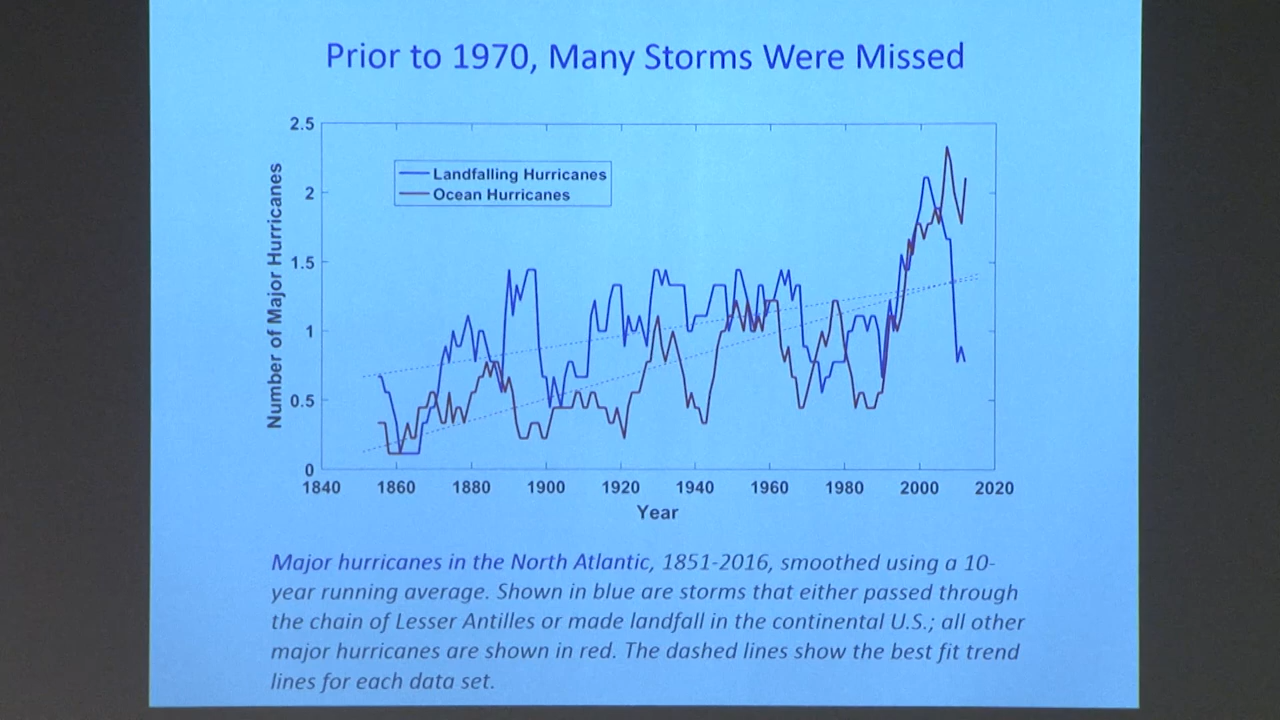 Prior to 1970, Many Storms Were Missed
2.5
2
1.5
1
0.5
0
Number of Major Hurricanes
Landfalling Hurricanes
Ocean Hurricanes
1840 1860 1880 1900 1920 1940 1960 1980 2000 2020
Year
Major hurricanes in the North Atlantic, 1851-2016, smoothed using a 10-
year running average. Shown in blue are storms that either passed through
the chain of Lesser Antilles or made landfall in the continental U.S.; all other
major hurricanes are shown in red. The dashed lines show the best fit trend
lines for each data set.